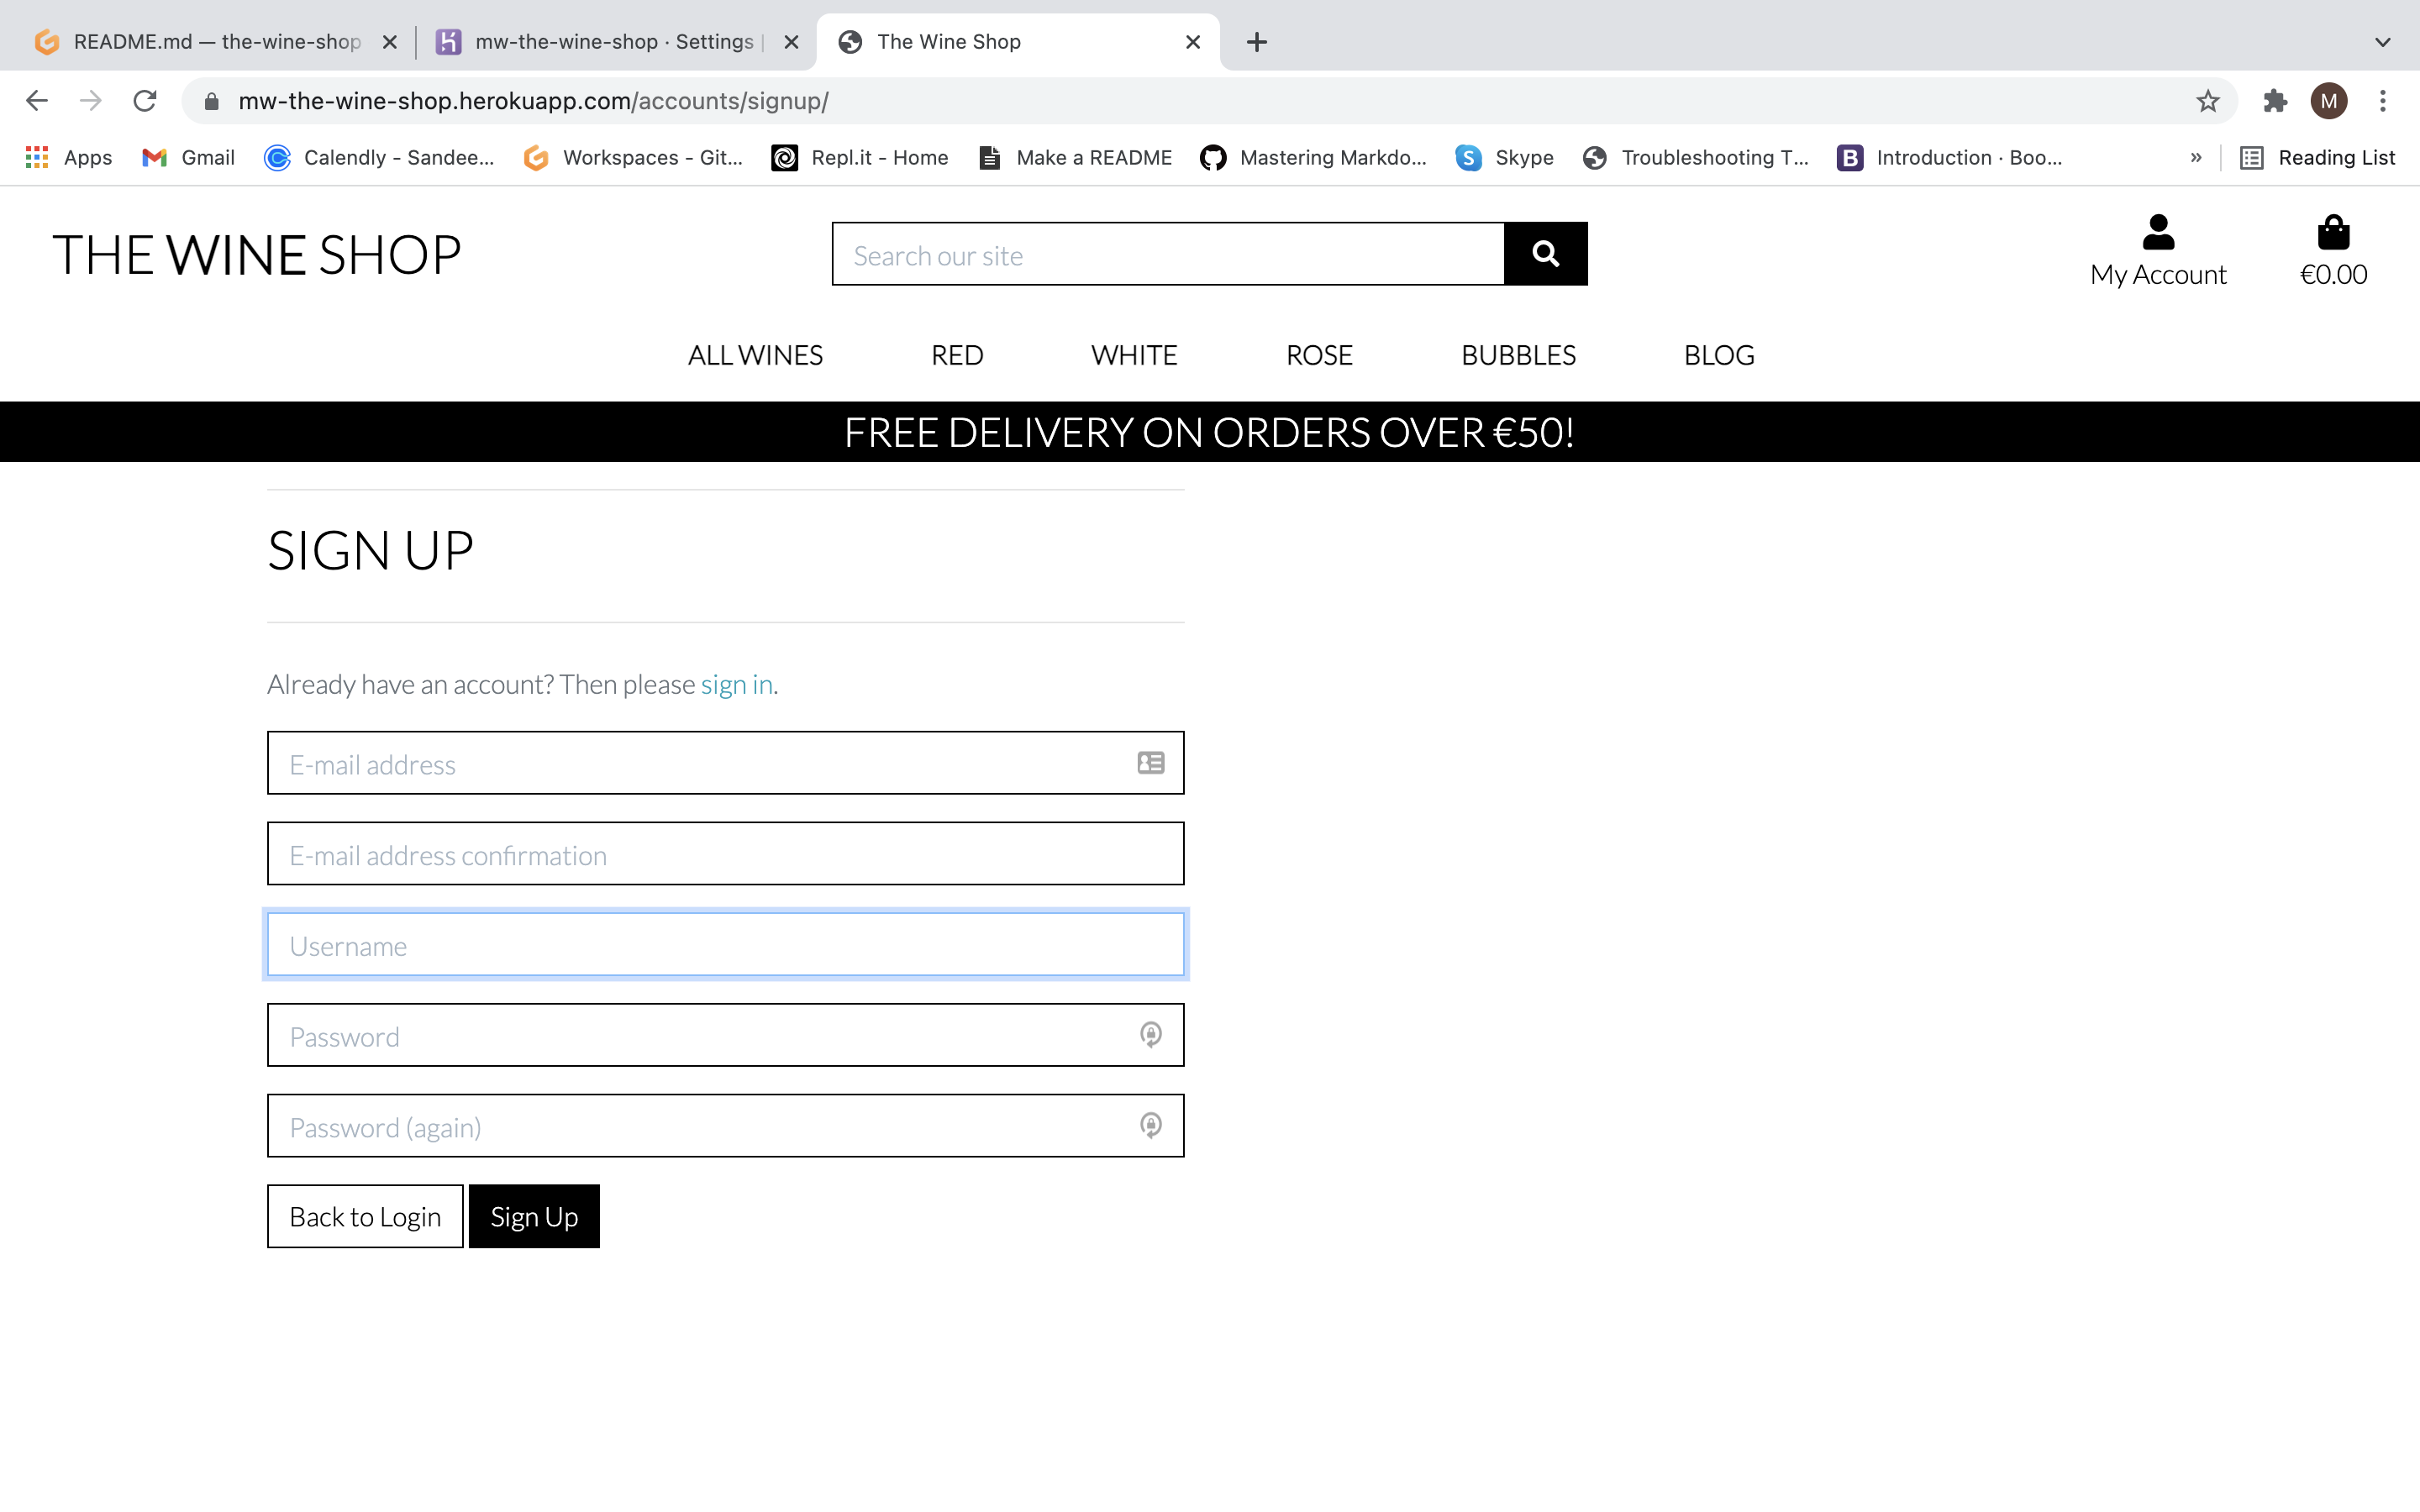 README.md — the-wine-shop
mw-the-wine-shop · Settings |
The Wine Shop
mw-the-wine-shop.herokuapp.com/accounts/signup/
M
Apps
Gmail
Calendly - Sandee...
Workspaces - Git...
Repl.it - Home
Make a README
Mastering Markdo...
Skype
Troubleshooting T...
B
Introduction · Boo...
»
Reading List
THE WINE SHOP
Search our site
My Account
€0.00
ALL WINES
RED
WHITE
ROSE
BUBBLES
BLOG
FREE DELIVERY ON ORDERS OVER €50!
SIGN UP
Already have an account? Then please sign in.
E-mail address
E-mail address confirmation
Username
Password
Password (again)
Back to Login
Sign Up